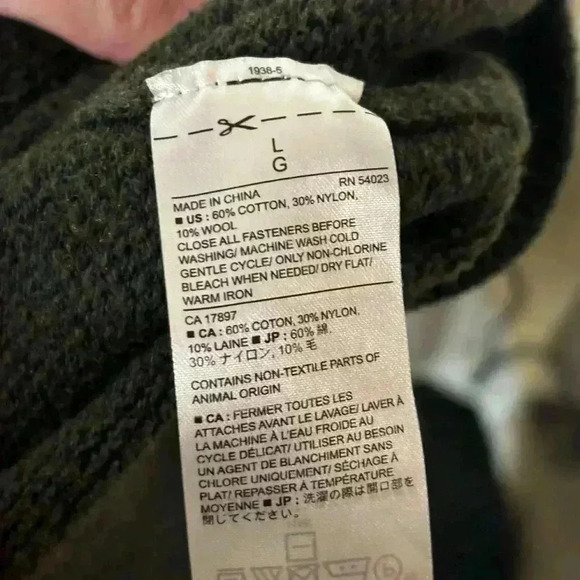 1938-5
L
G
RN 54023
MADE IN CHINA
■ US : 60% COTTON, 30% NYLON,
10% WOOL
CLOSE ALL FASTENERS BEFORE
WASHING/ MACHINE WASH COLD
GENTLE CYCLE/ ONLY NON-CHLORINE
BLEACH WHEN NEEDED/ DRY FLAT/
WARM IRON
CA 17897
■ CA : 60% COTON, 30% NYLON,
10% LAINE ■ JP : 60% 綿,
30% ナイロン, 10% 毛
CONTAINS NON-TEXTILE PARTS OF
ANIMAL ORIGIN
■ CA : FERMER TOUTES LES
ATTACHES AVANT LE LAVAGE/ LAVER À
LA MACHINE À L'EAU FROIDE AU
CYCLE DÉLICAT/ UTILISER AU BESOIN
UN AGENT DE BLANCHIMENT SANS
CHLORE UNIQUEMENT/ SÉCHAGE À
PLAT/ REPASSER À TEMPÉRATURE
MOYENNE ■ JP : 洗濯の際は開口部を
閉じてください。